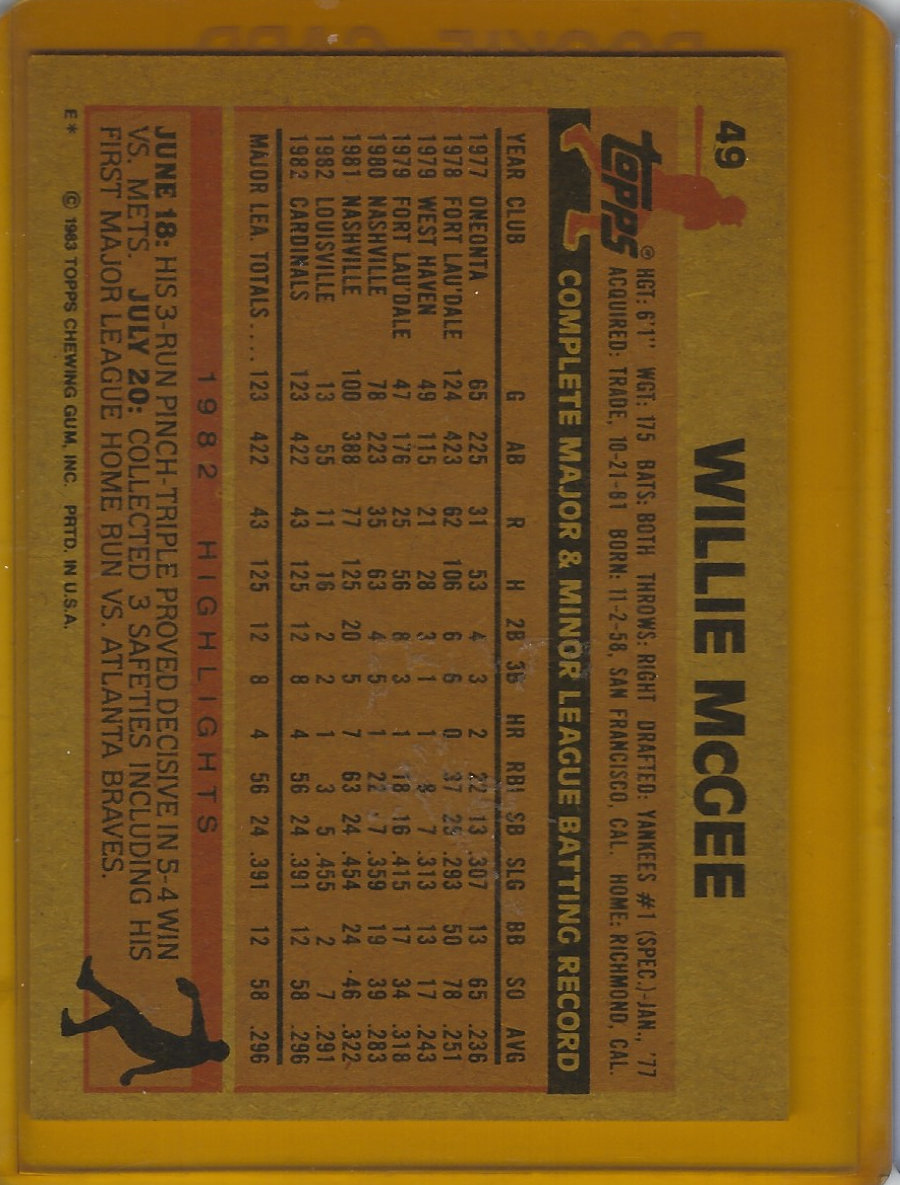 ROOKIE CARD
49
WILLIE McGEE
TOPPS
® HGT: 6'1" WGT: 175 BATS: BOTH THROWS: RIGHT DRAFTED: YANKEES #1 (SPEC.)-JAN., '77
ACQUIRED: TRADE, 10-21-81 BORN: 11-2-58, SAN FRANCISCO, CAL. HOME: RICHMOND, CAL.
COMPLETE MAJOR & MINOR LEAGUE BATTING RECORD
YEAR CLUB G AB R H 2B 3B HR RBI SB SLG BB SO AVG
1977 ONEONTA 65 225 31 53 4 3 2 22 13 .307 13 65 .236
1978 FORT LAU'DALE 124 423 62 106 6 6 0 37 25 .293 50 78 .251
1979 WEST HAVEN 49 115 21 28 3 1 1 8 7 .313 13 17 .243
1979 FORT LAU'DALE 47 176 25 56 8 3 1 18 16 .415 17 34 .318
1980 NASHVILLE 78 223 35 63 4 5 1 22 7 .359 19 39 .283
1981 NASHVILLE 100 388 77 125 20 5 7 63 24 .454 24 46 .322
1982 LOUISVILLE 13 55 11 16 2 2 1 3 5 .455 2 7 .291
1982 CARDINALS 123 422 43 125 12 8 4 56 24 .391 12 58 .296
MAJOR LEA. TOTALS.... 123 422 43 125 12 8 4 56 24 .391 12 58 .296
1982 HIGHLIGHTS
JUNE 18: HIS 3-RUN PINCH-TRIPLE PROVED DECISIVE IN 5-4 WIN
VS. METS. JULY 20: COLLECTED 3 SAFETIES INCLUDING HIS
FIRST MAJOR LEAGUE HOME RUN VS. ATLANTA BRAVES.
E* © 1983 TOPPS CHEWING GUM, INC. PRTD. IN U.S.A.